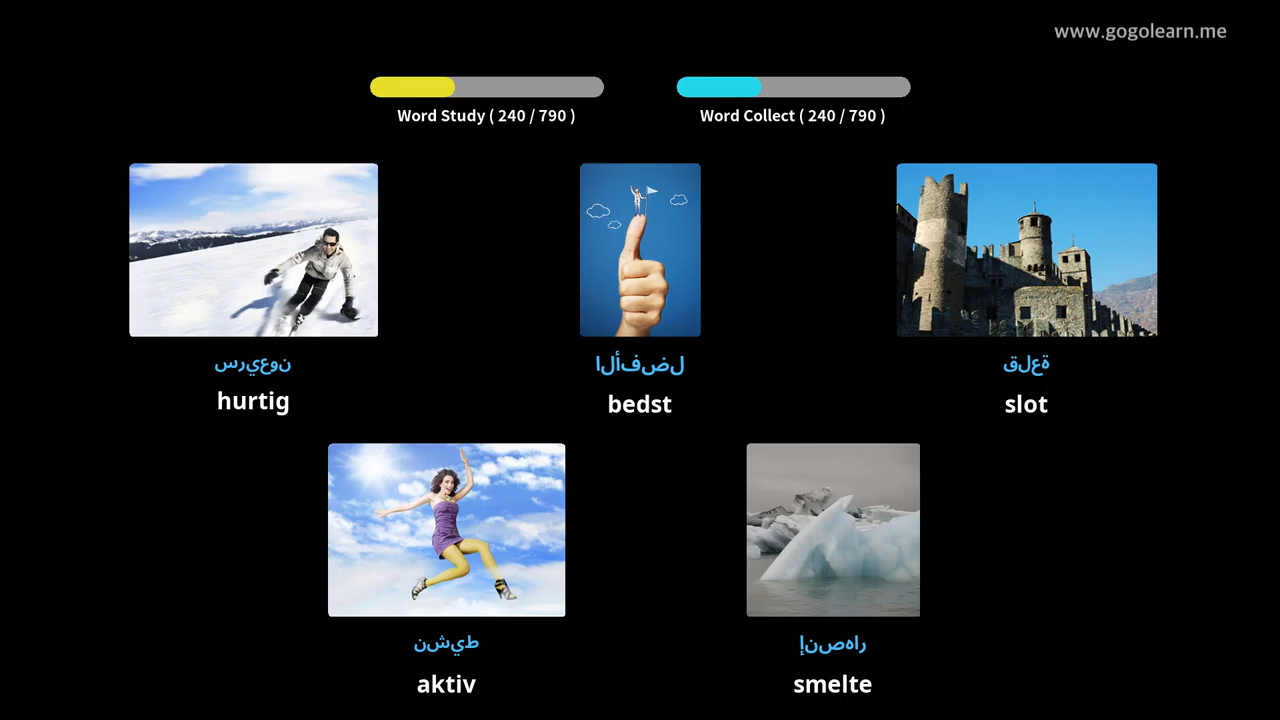 www.gogolearn.me
Word Study ( 240 / 790 )
Word Collect ( 240 / 790 )
سريعون
الأفضل
قلعة
hurtig
bedst
slot
نشيط
إنصهار
aktiv
smelte